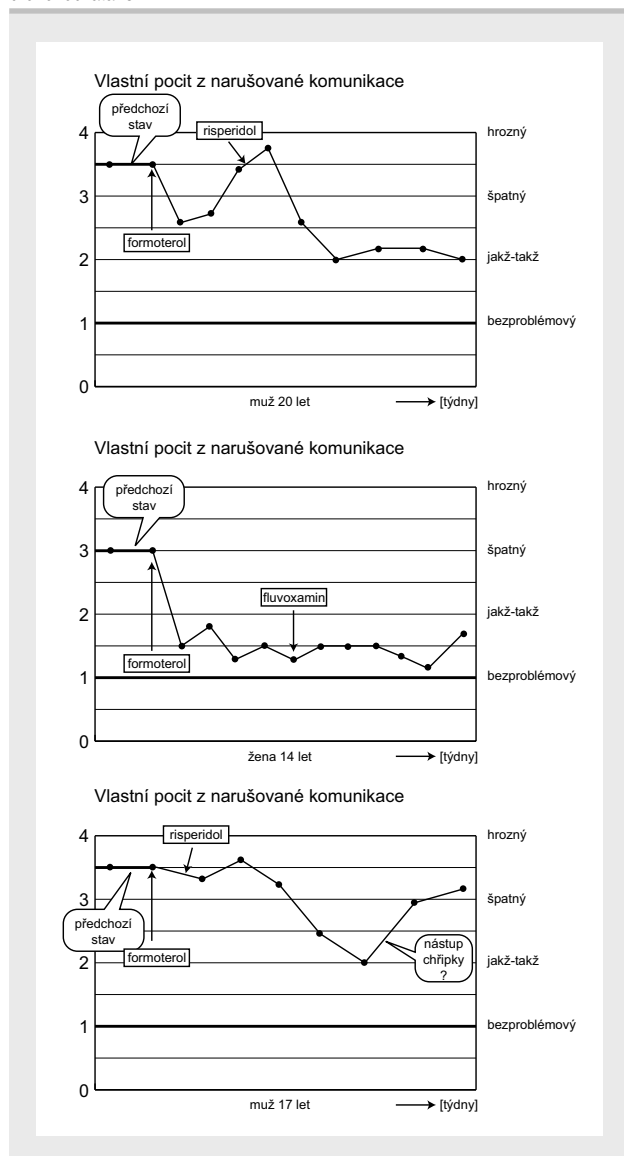 Vlastní pocit z narušované komunikace
předchozí
stav
risperidol
formoterol
4
3
2
1
0
hrozný
špatný
jakž-takž
bezproblémový
muž 20 let
[týdny]
Vlastní pocit z narušované komunikace
předchozí
stav
fluvoxamin
formoterol
4
3
2
1
0
hrozný
špatný
jakž-takž
bezproblémový
žena 14 let
[týdny]
Vlastní pocit z narušované komunikace
risperidol
předchozí
stav
formoterol
nástup
chřipky
?
4
3
2
1
0
hrozný
špatný
jakž-takž
bezproblémový
muž 17 let
[týdny]